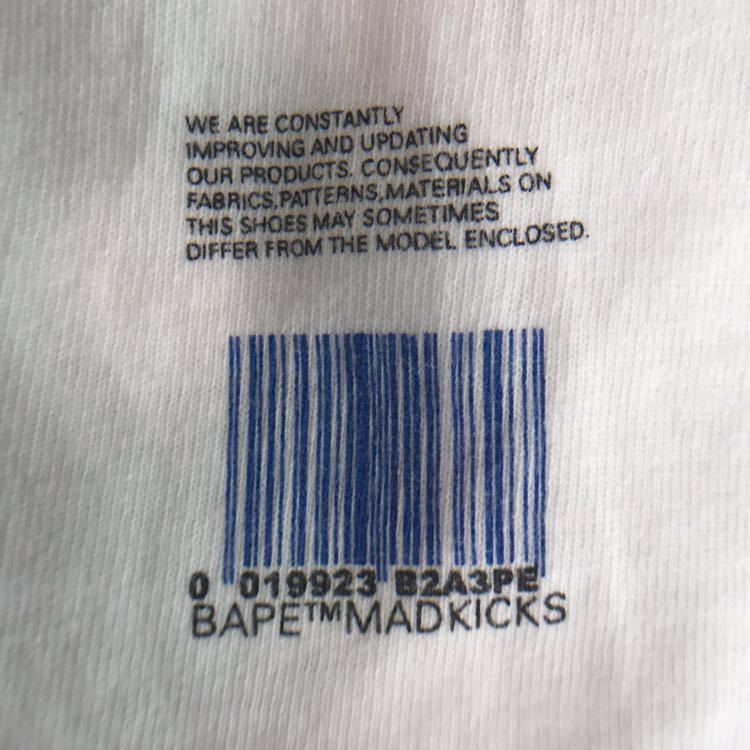 WE ARE CONSTANTLY
IMPROVING AND UPDATING
OUR PRODUCTS. CONSEQUENTLY
FABRICS,PATTERNS,MATERIALS ON
THIS SHOES MAY SOMETIMES
DIFFER FROM THE MODEL ENCLOSED.
0 019923 B2A3PE
BAPE™MADKICKS